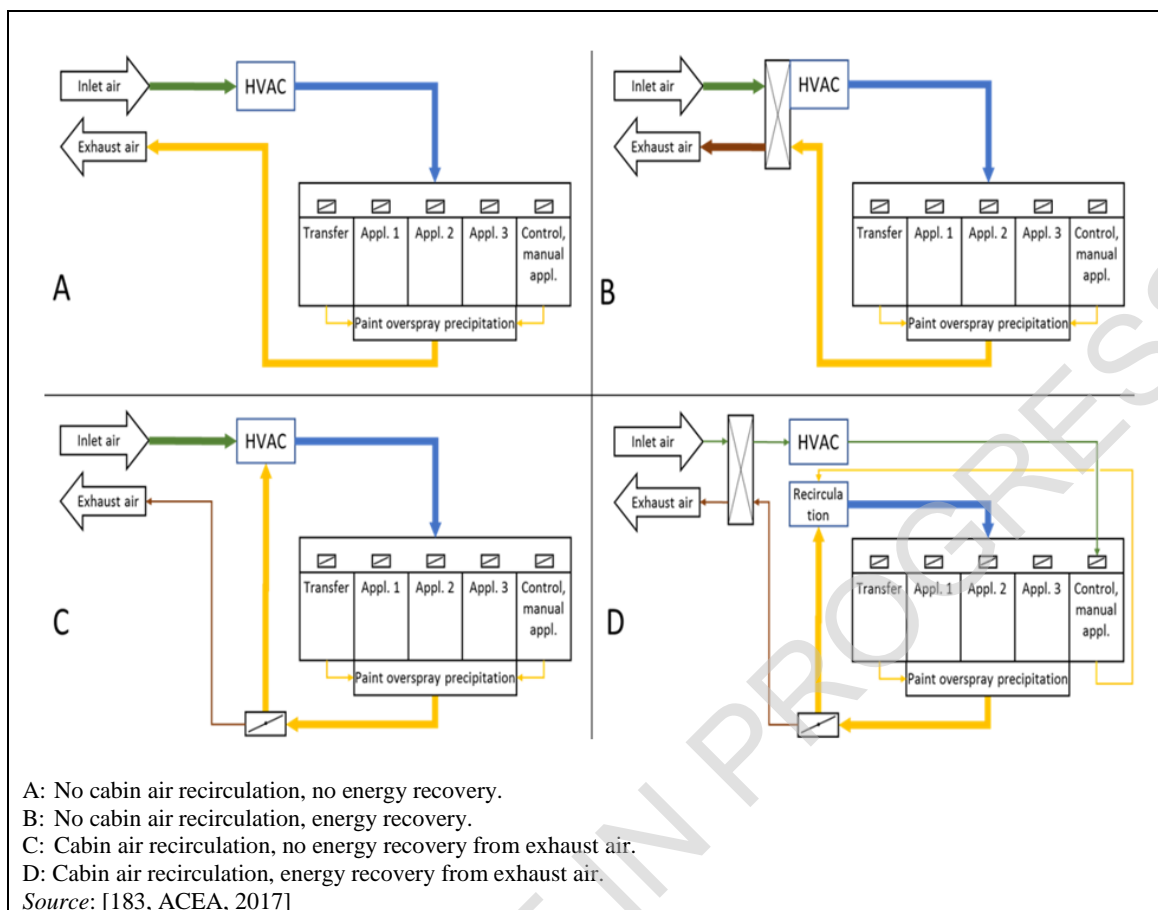 Inlet air
HVAC
Exhaust air
Transfer
Appl. 1
Appl. 2
Appl. 3
Control,
manual
appl.
Paint overspray precipitation
A
Inlet air
HVAC
Exhaust air
Transfer
Appl. 1
Appl. 2
Appl. 3
Control,
manual
appl.
Paint overspray precipitation
B
Inlet air
HVAC
Exhaust air
Transfer
Appl. 1
Appl. 2
Appl. 3
Control,
manual
appl.
Paint overspray precipitation
C
Inlet air
HVAC
Exhaust air
Recircula
tion
Transfer
Appl. 1
Appl. 2
Appl. 3
Control,
manual
appl.
Paint overspray precipitation
D
A: No cabin air recirculation, no energy recovery.
B: No cabin air recirculation, energy recovery.
C: Cabin air recirculation, no energy recovery from exhaust air.
D: Cabin air recirculation, energy recovery from exhaust air.
Source: [183, ACEA, 2017]
IN PROGRES